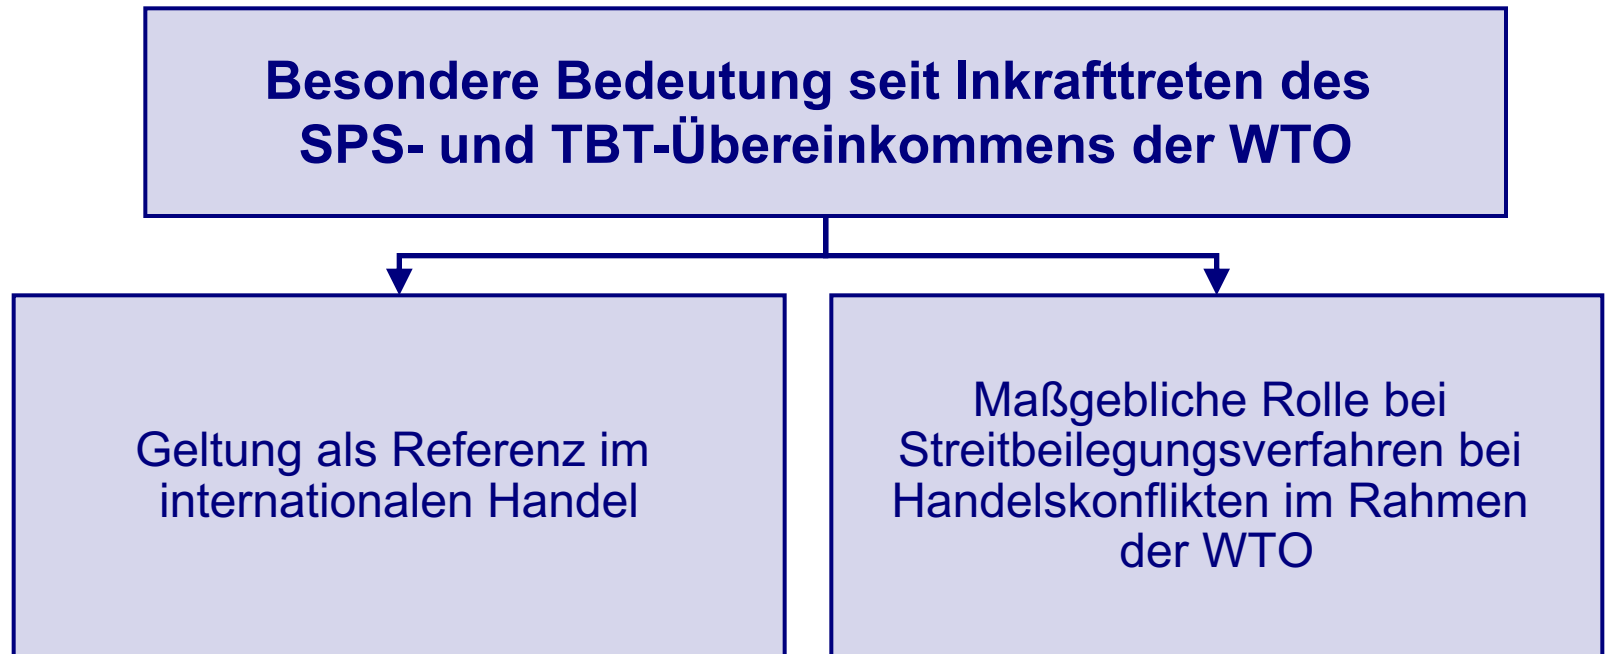 Besondere Bedeutung seit Inkrafttreten des
SPS- und TBT-Übereinkommens der WTO
Geltung als Referenz im
internationalen Handel
Maßgebliche Rolle bei
Streitbeilegungsverfahren bei
Handelskonflikten im Rahmen
der WTO